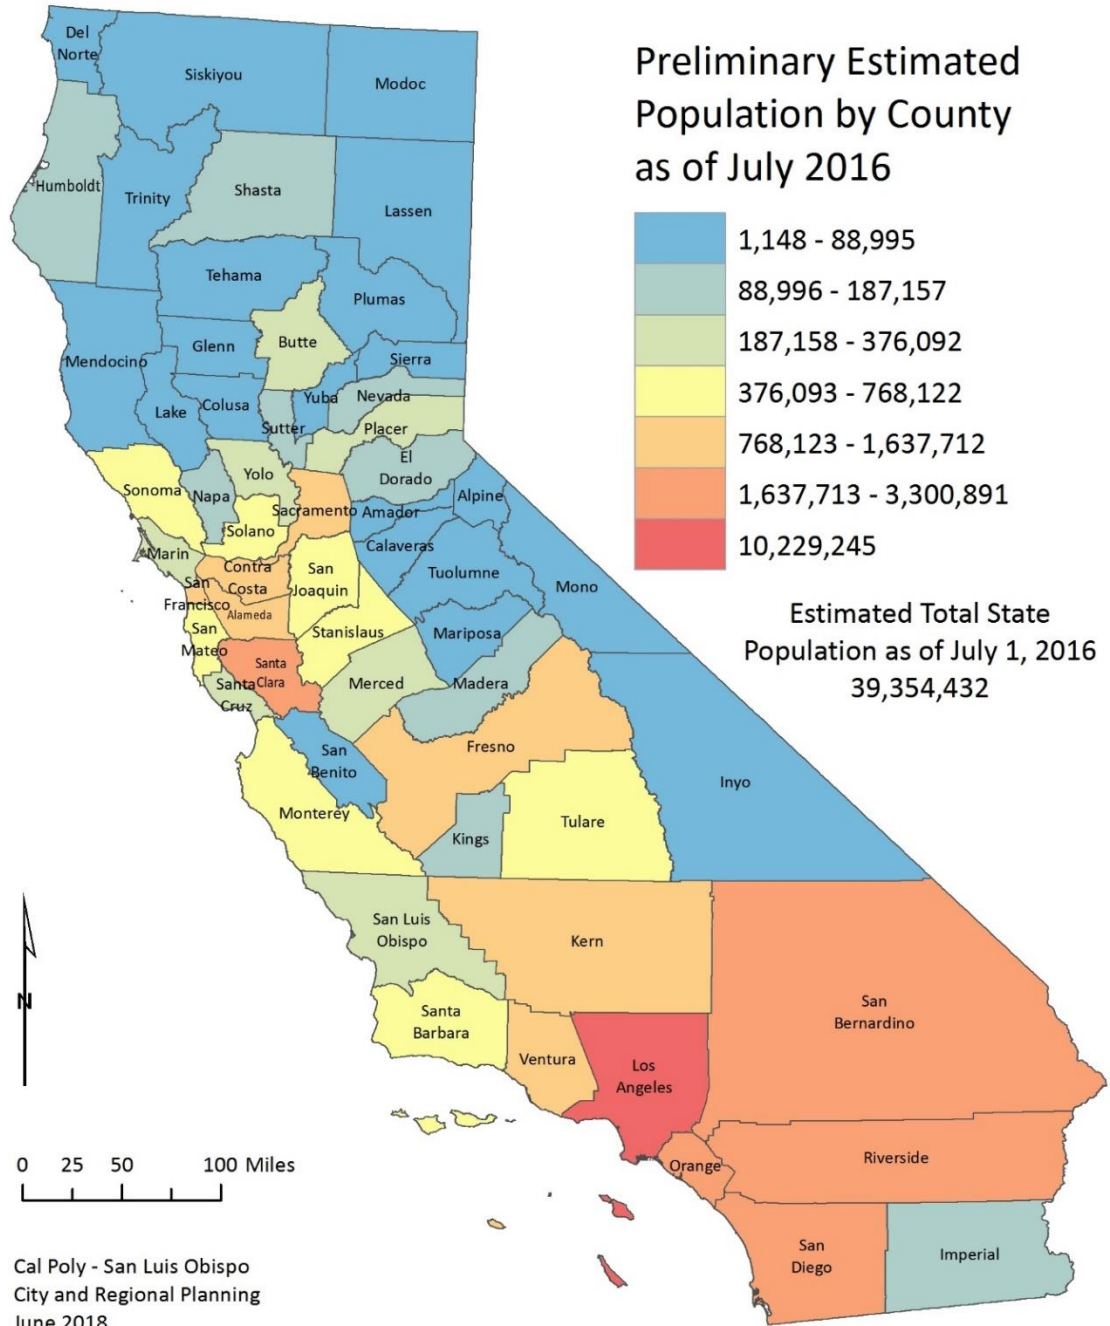 Preliminary Estimated
Population by County
as of July 2016
1,148 - 88,995
88,996 - 187,157
187,158 - 376,092
376,093 - 768,122
768,123 - 1,637,712
1,637,713 - 3,300,891
10,229,245
Estimated Total State
Population as of July 1, 2016
39,354,432
Del
Norte
Siskiyou
Modoc
Humboldt
Trinity
Shasta
Lassen
Tehama
Plumas
Mendocino
Glenn
Butte
Sierra
Lake
Colusa
Sutter
Yuba
Nevada
Placer
El
Dorado
Sonoma
Napa
Yolo
Sacramento
Amador
Alpine
Solano
Marin
Calaveras
Tuolumne
Mono
San
Francisco
Contra
Costa
San
Joaquin
Alameda
San
Mateo
Stanislaus
Mariposa
Santa
Clara
Santa
Cruz
Merced
Madera
San
Benito
Fresno
Inyo
Monterey
Kings
Tulare
San Luis
Obispo
Kern
San
Bernardino
Santa
Barbara
Ventura
Los
Angeles
Orange
Riverside
San
Diego
Imperial
N
0 25 50 100 Miles
Cal Poly - San Luis Obispo
City and Regional Planning
June 2018